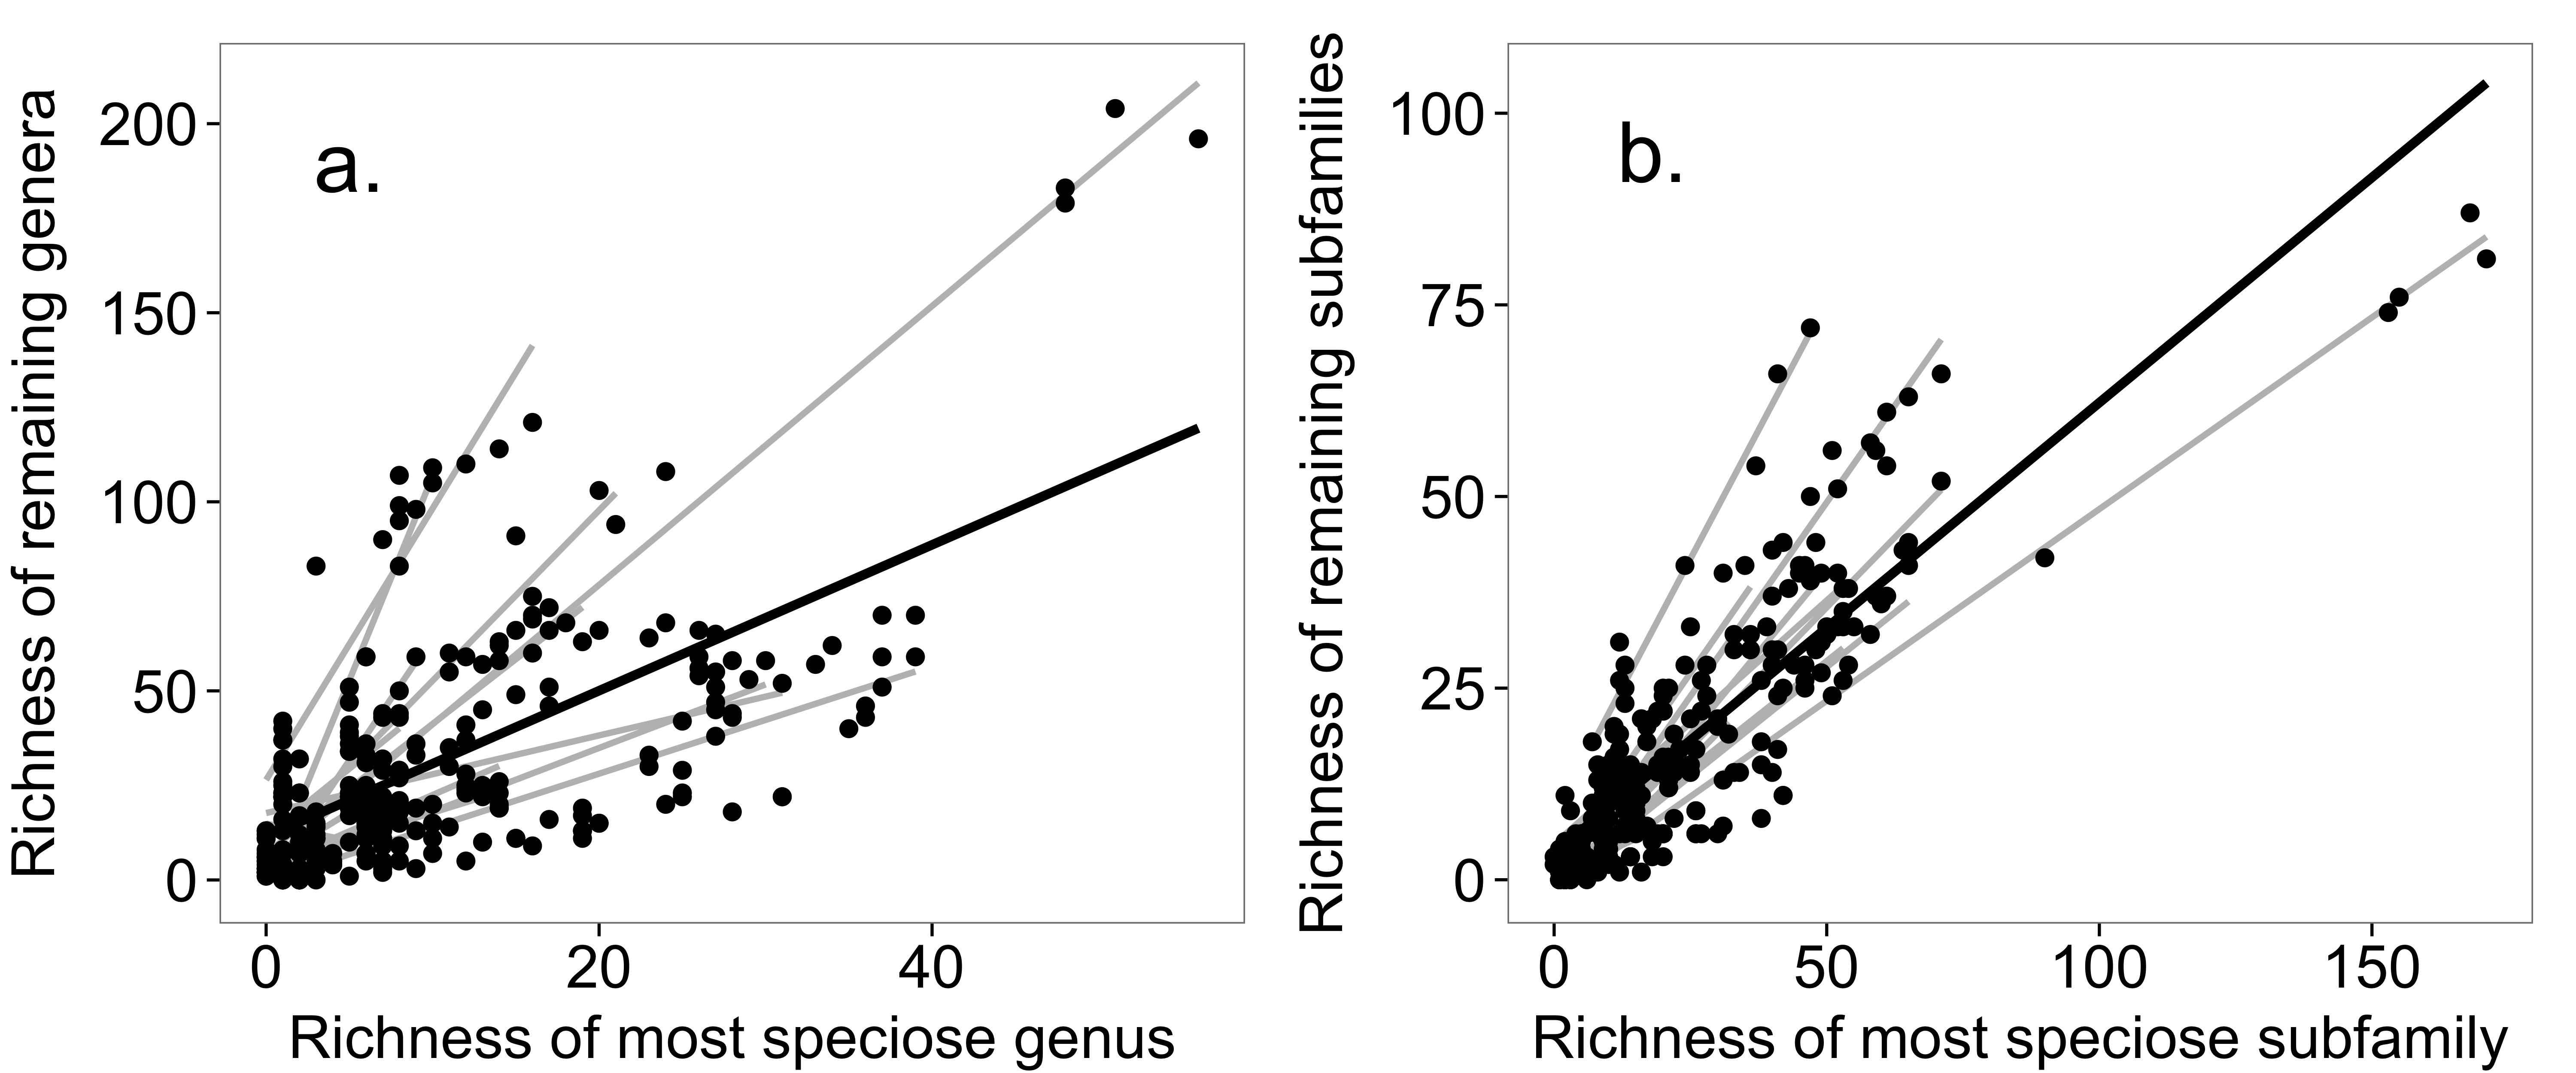 Richness of remaining genera
200
150
100
50
0
a.
0 20 40
Richness of most speciose genus
Richness of remaining subfamilies
100
75
50
25
0
b.
0 50 100 150
Richness of most speciose subfamily